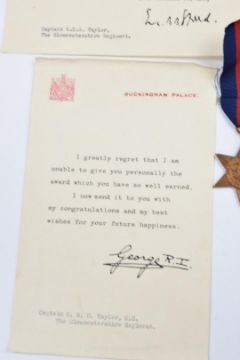 The Gloucestershire Regiment.
BUCKINGHAM PALACE.
I greatly regret that I am
unable to give you personally the
award which you have so well earned.
I now send it to you with
my congratulations and my best
wishes for your future happiness.
George R.I.
Captain Taylor, M.C.
The Gloucestershire Regiment.